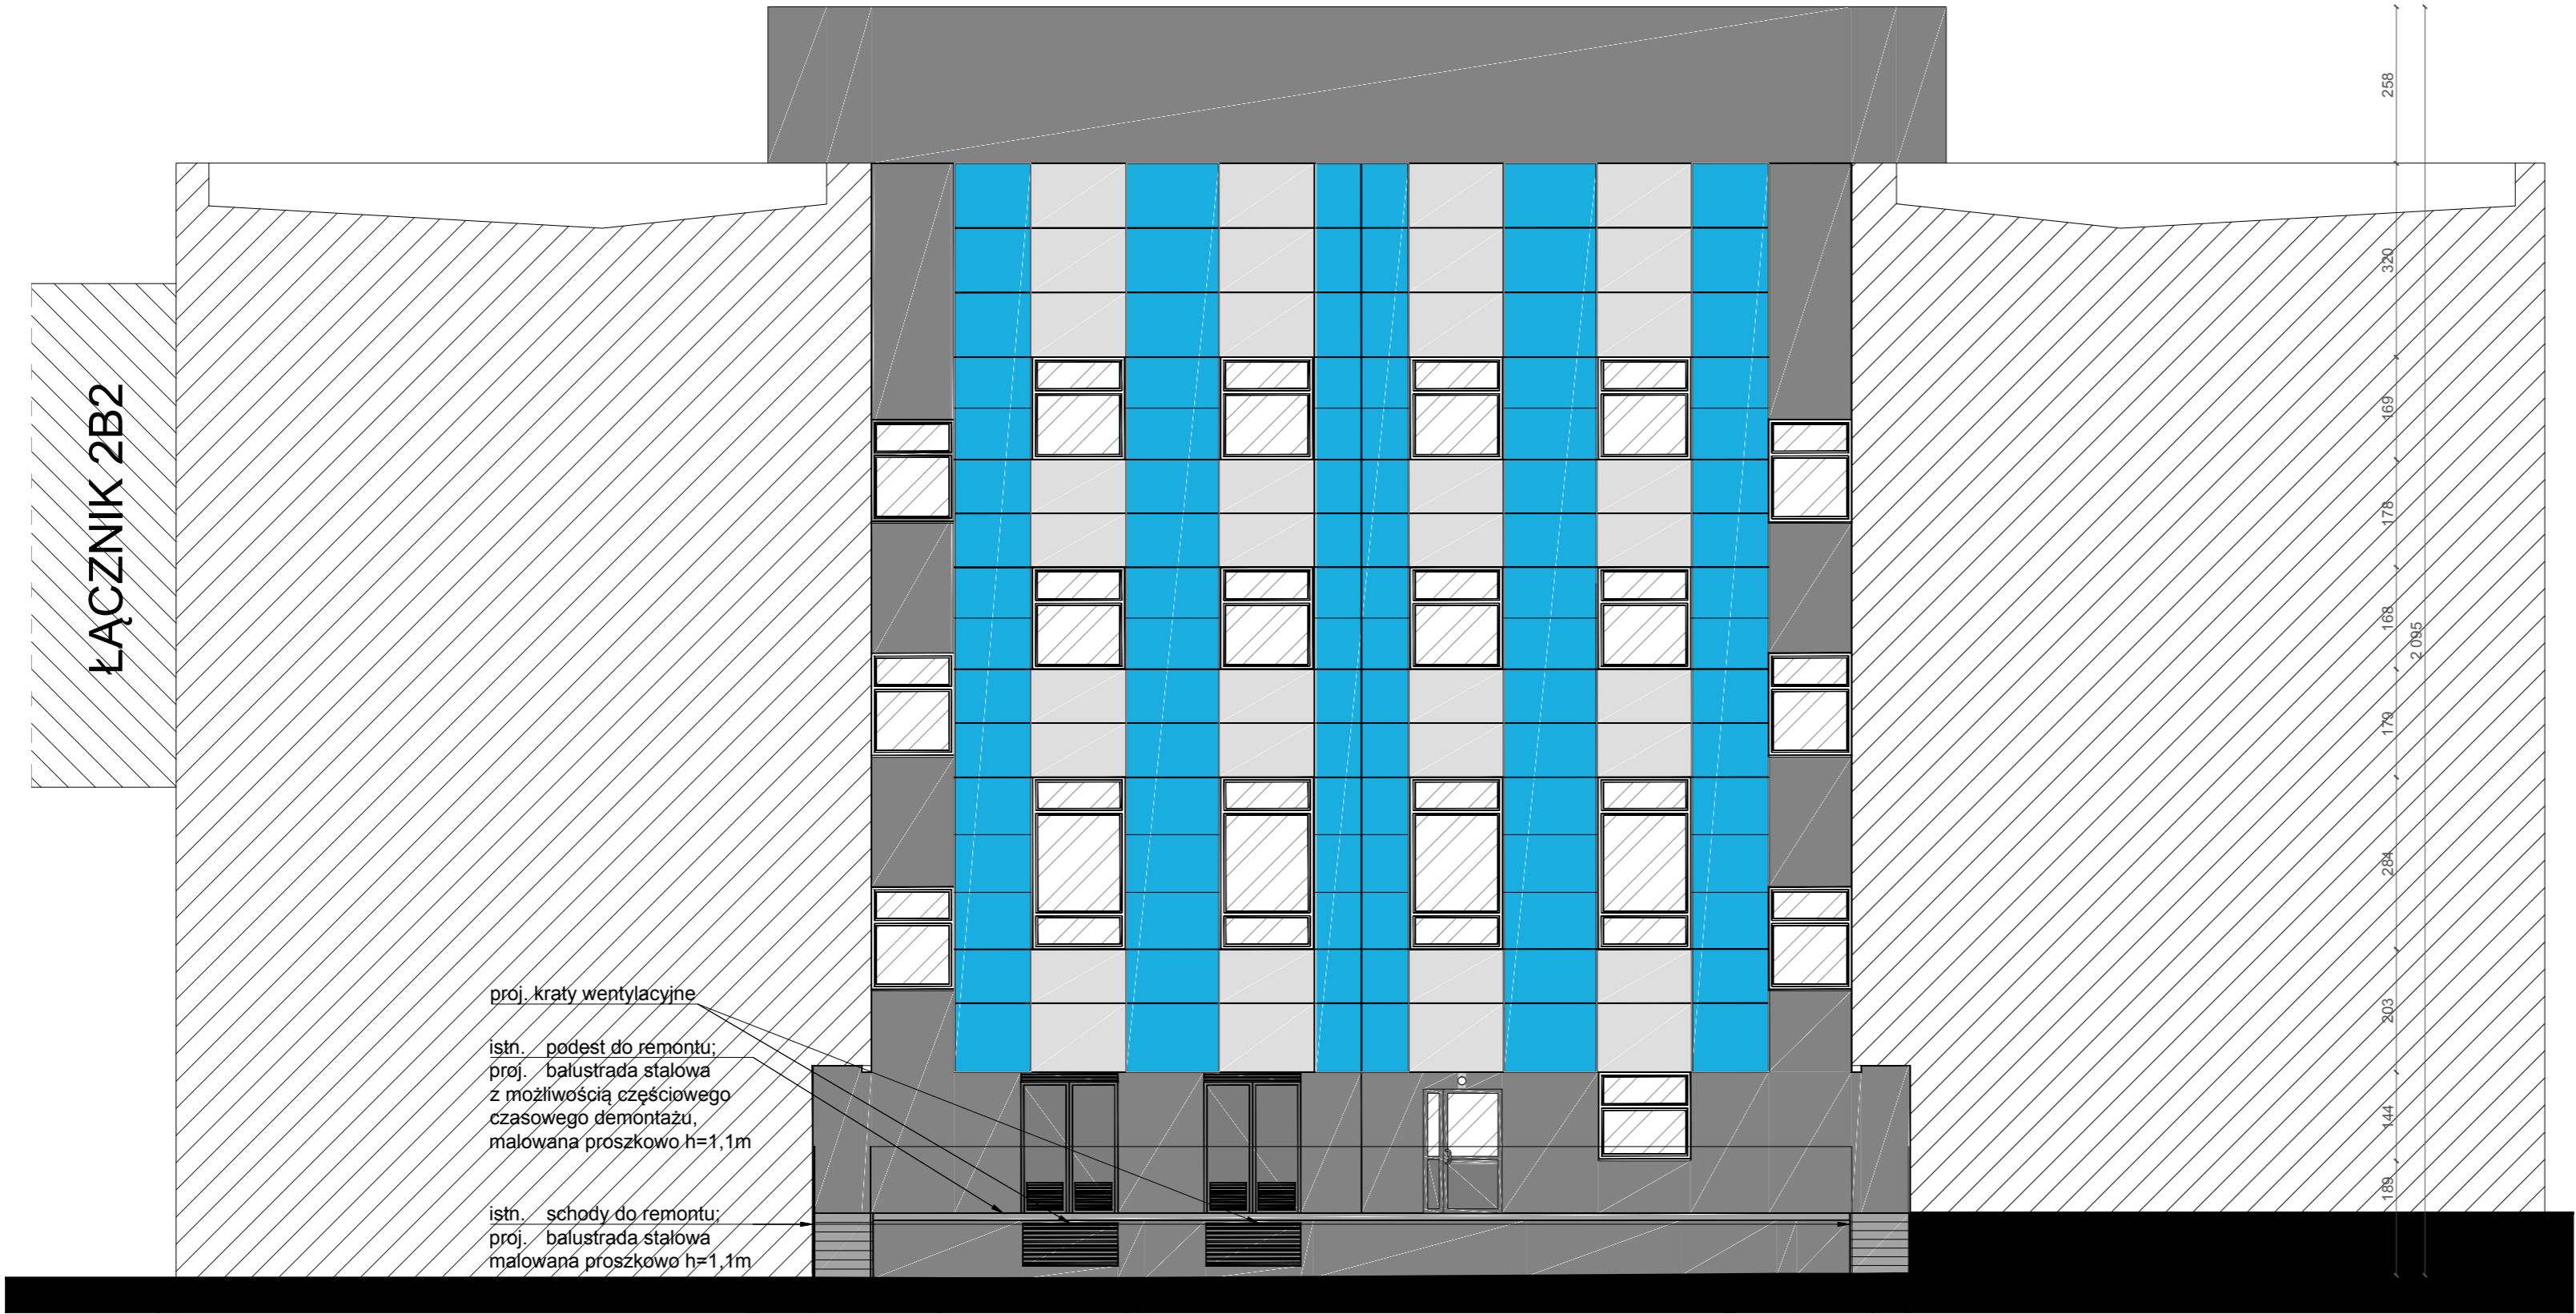 258
320
169
178
168
2 095
179
284
203
144
189
ŁĄCZNIK 2B2
proj. kraty wentylacyjne
istn. podest do remontu;
proj. balustrada stalowa
z możliwością częściowego
czasowego demontażu,
malowana proszkowo h=1,1m
istn. schody do remontu;
proj. balustrada stalowa
malowana proszkowo h=1,1m